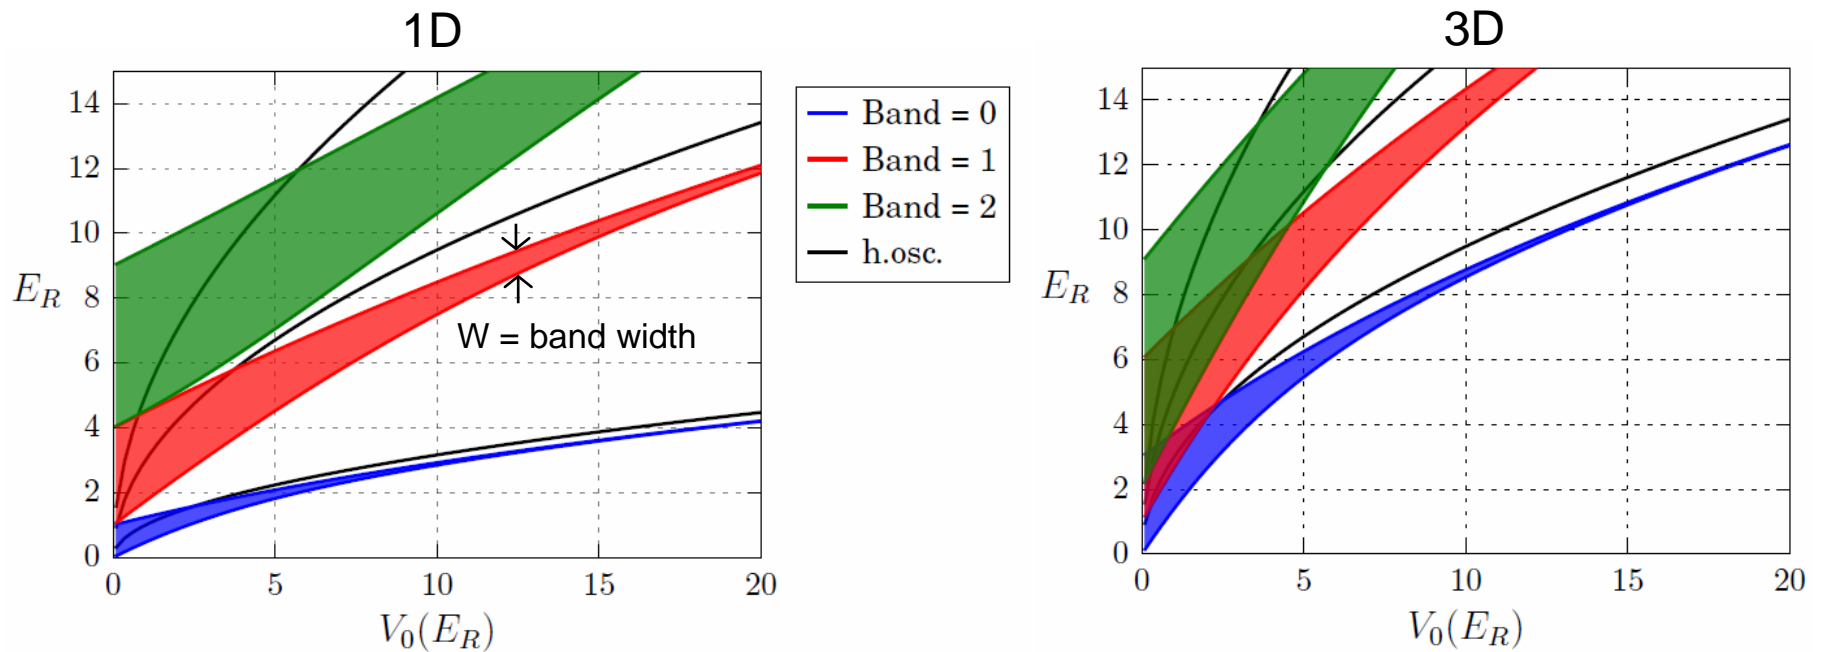 1D
14
12
10
8
6
4
2
0
E_R
0 5 10 15 20
V_0(E_R)
W = band width
Band = 0
Band = 1
Band = 2
h.osc.
3D
14
12
10
8
6
4
2
0
E_R
0 5 10 15 20
V_0(E_R)